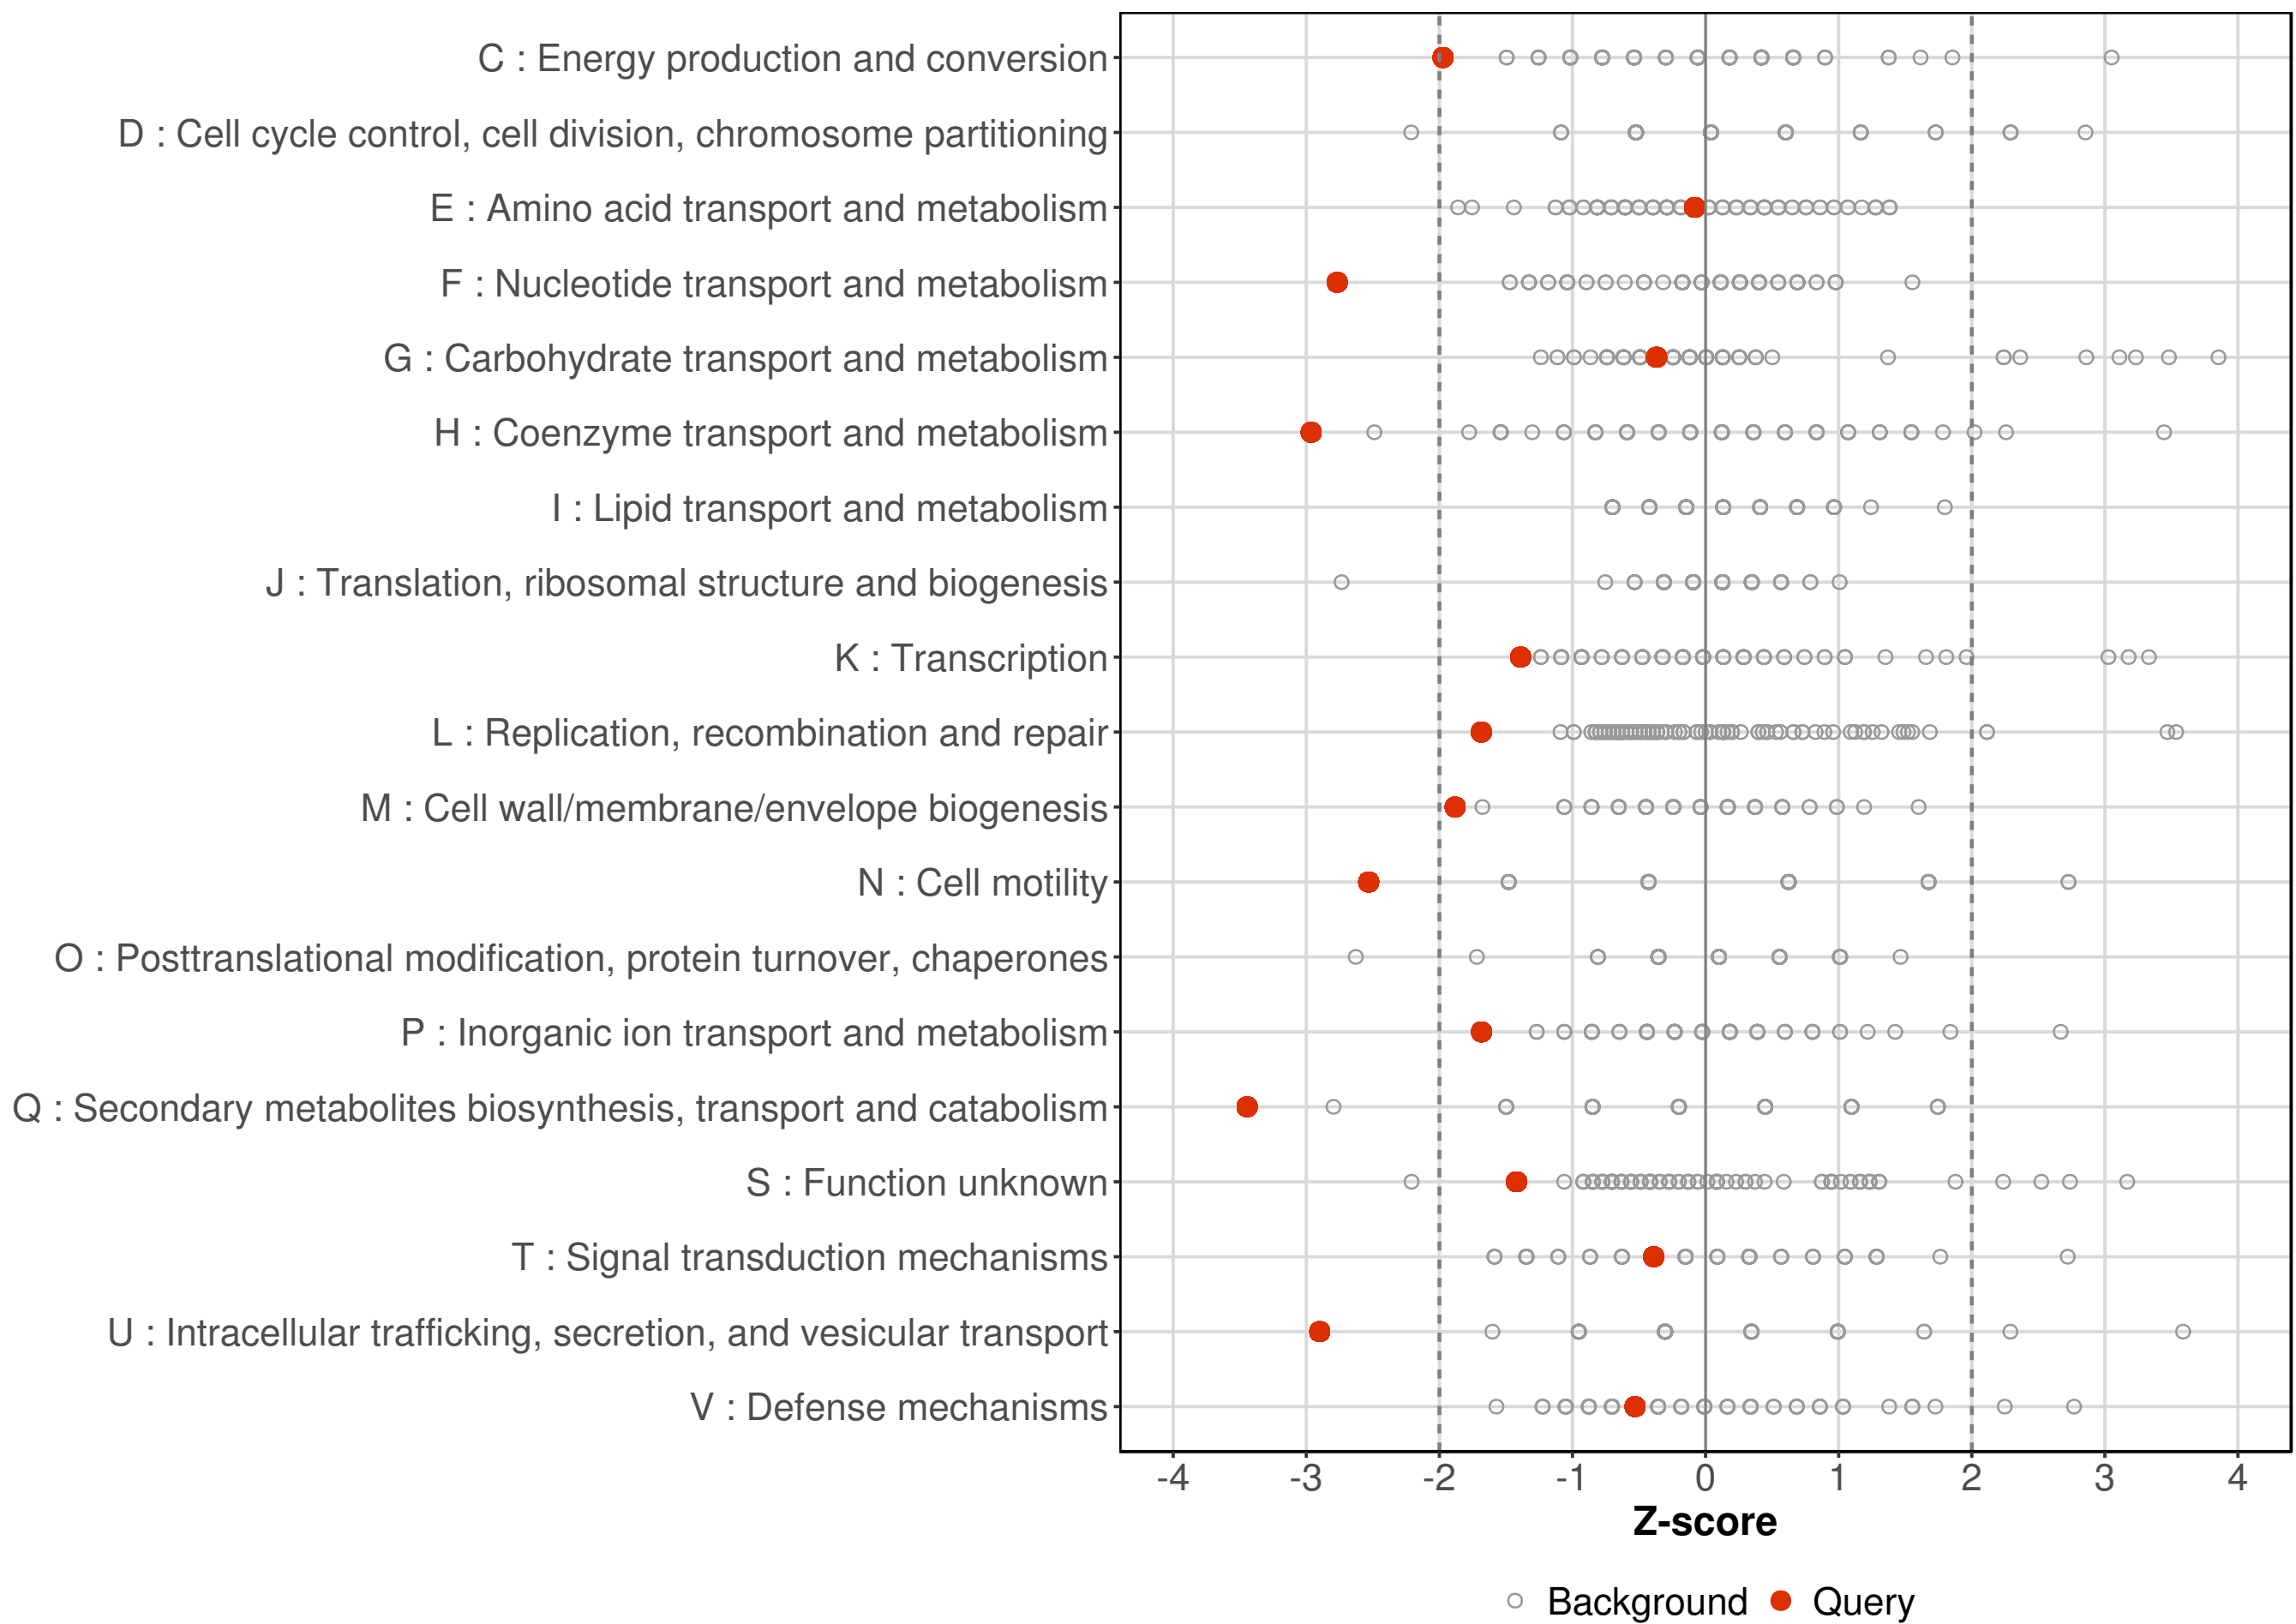 C : Energy production and conversion
D : Cell cycle control, cell division, chromosome partitioning
E : Amino acid transport and metabolism
F : Nucleotide transport and metabolism
G : Carbohydrate transport and metabolism
H : Coenzyme transport and metabolism
I : Lipid transport and metabolism
J : Translation, ribosomal structure and biogenesis
K : Transcription
L : Replication, recombination and repair
M : Cell wall/membrane/envelope biogenesis
N : Cell motility
O : Posttranslational modification, protein turnover, chaperones
P : Inorganic ion transport and metabolism
Q : Secondary metabolites biosynthesis, transport and catabolism
S : Function unknown
T : Signal transduction mechanisms
U : Intracellular trafficking, secretion, and vesicular transport
V : Defense mechanisms
-4 -3 -2 -1 0 1 2 3 4
Z-score
Background Query